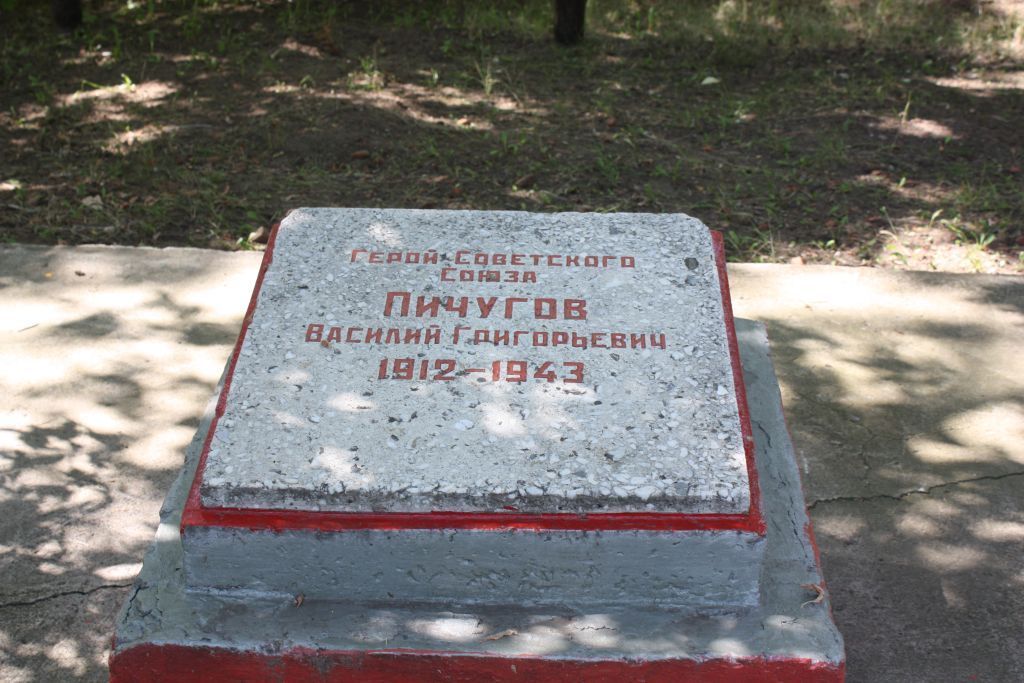 Герой Советского
Союза
Пичугов
Василий Григорьевич
1912-1943